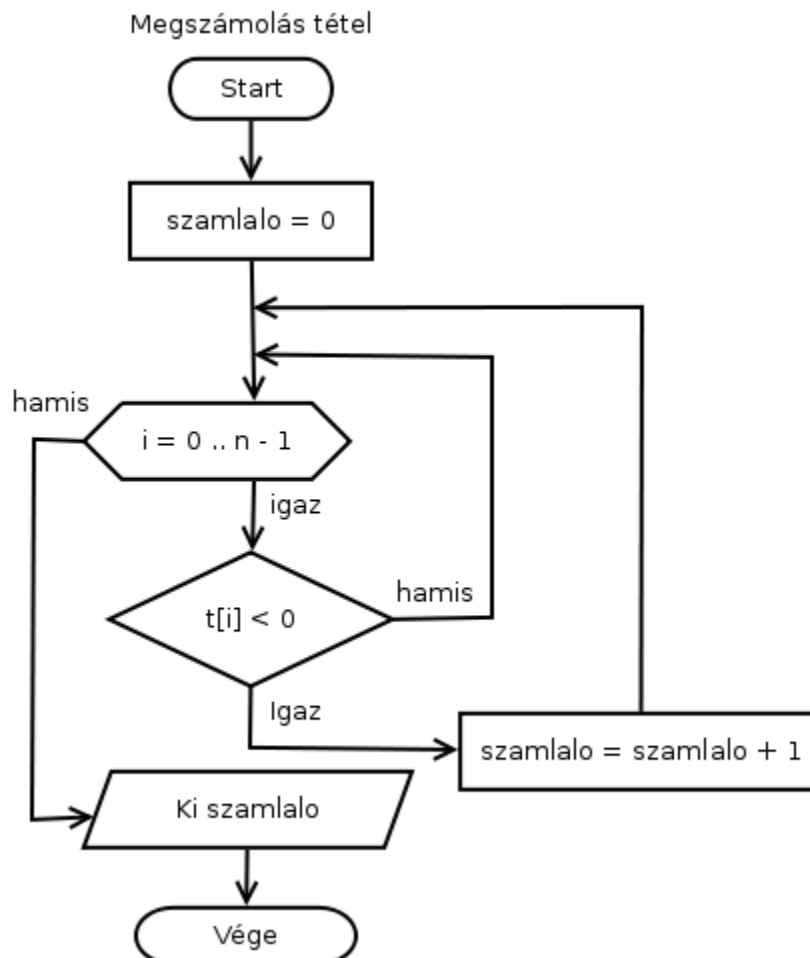 Megszámolás tétel
Start
szamlalo = 0
hamis
i = 0 .. n - 1
igaz
hamis
t[i] < 0
Igaz
szamlalo = szamlalo + 1
Ki szamlalo
Vége